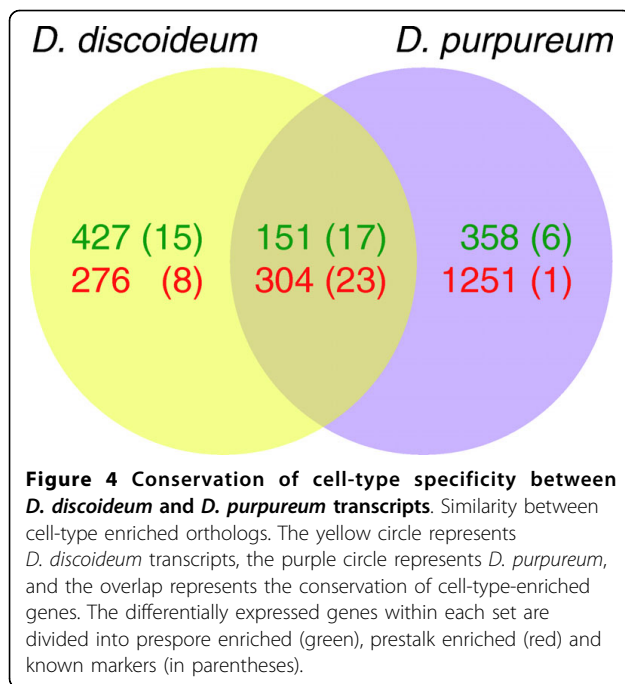 D. discoideum D. purpureum
427 (15) 151 (17) 358 (6)
276 (8) 304 (23) 1251 (1)
Figure 4 Conservation of cell-type specificity between
D. discoideum and D. purpureum transcripts. Similarity between
cell-type enriched orthologs. The yellow circle represents
D. discoideum transcripts, the purple circle represents D. purpureum,
and the overlap represents the conservation of cell-type-enriched
genes. The differentially expressed genes within each set are
divided into prespore enriched (green), prestalk enriched (red) and
known markers (in parentheses).